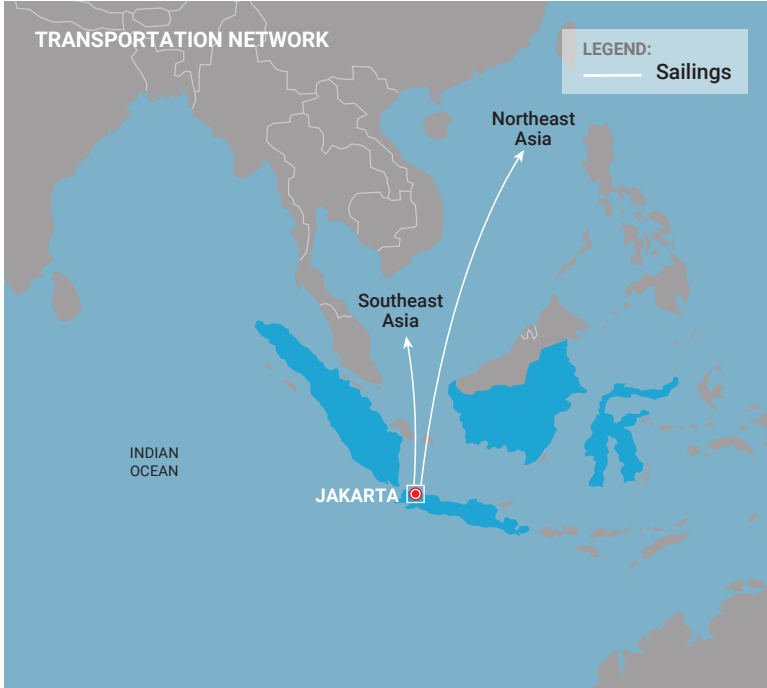 TRANSPORTATION NETWORK
LEGEND:
Sailings
Northeast
Asia
Southeast
Asia
INDIAN
OCEAN
JAKARTA